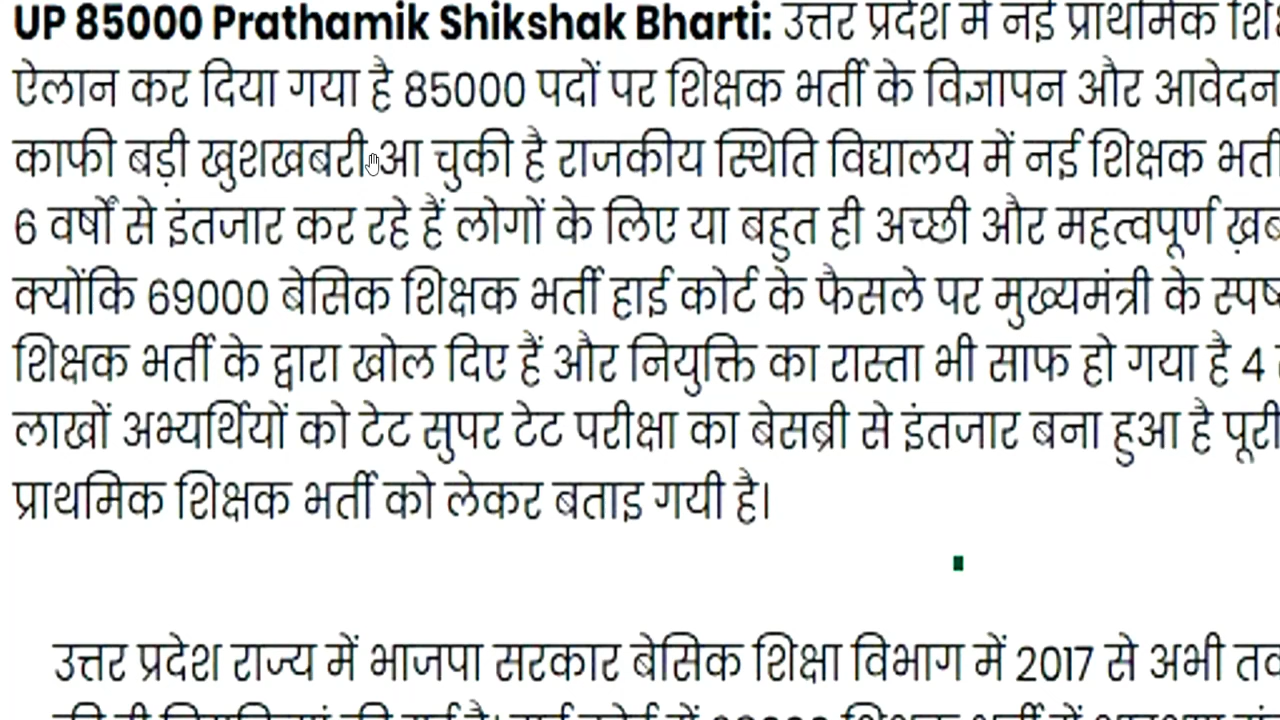 UP 85000 Prathamik Shikshak Bharti: उत्तर प्रदेश में नई प्राथमिक
ऐलान कर दिया गया है 85000 पदों पर शिक्षक भर्ती के विज्ञापन और आवेदन
काफी बड़ी खुशखबरी आ चुकी है राजकीय स्थिति विद्यालय में नई शिक्षक भर्ती
6 वर्षों से इंतजार कर रहे हैं लोगों के लिए या बहुत ही अच्छी और महत्वपूर्ण
क्योंकि 69000 बेसिक शिक्षक भर्ती हाई कोर्ट के फैसले पर मुख्यमंत्री के
शिक्षक भर्ती के द्वारा खोल दिए हैं और नियुक्ति का रास्ता भी साफ हो गया है 4
लाखों अभ्यर्थियों को टेट सुपर टेट परीक्षा का बेसब्री से इंतजार बना हुआ है पूरी
प्राथमिक शिक्षक भर्ती को लेकर बताइ गयी है।
उत्तर प्रदेश राज्य में भाजपा सरकार बेसिक शिक्षा विभाग में 2017 से अभी